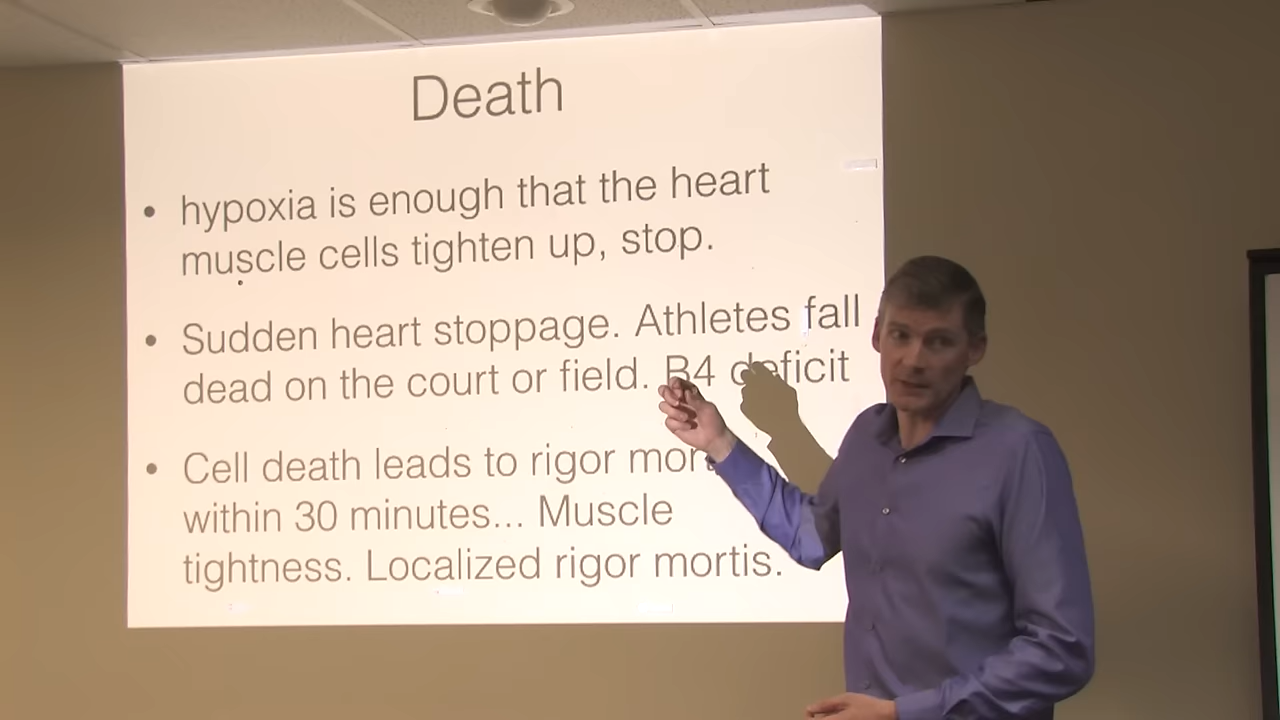 Death
• hypoxia is enough that the heart
muscle cells tighten up, stop.
• Sudden heart stoppage. Athletes fall
dead on the court or field. B4 deficit
• Cell death leads to rigor
within 30 minutes... Muscle
tightness. Localized rigor mortis.